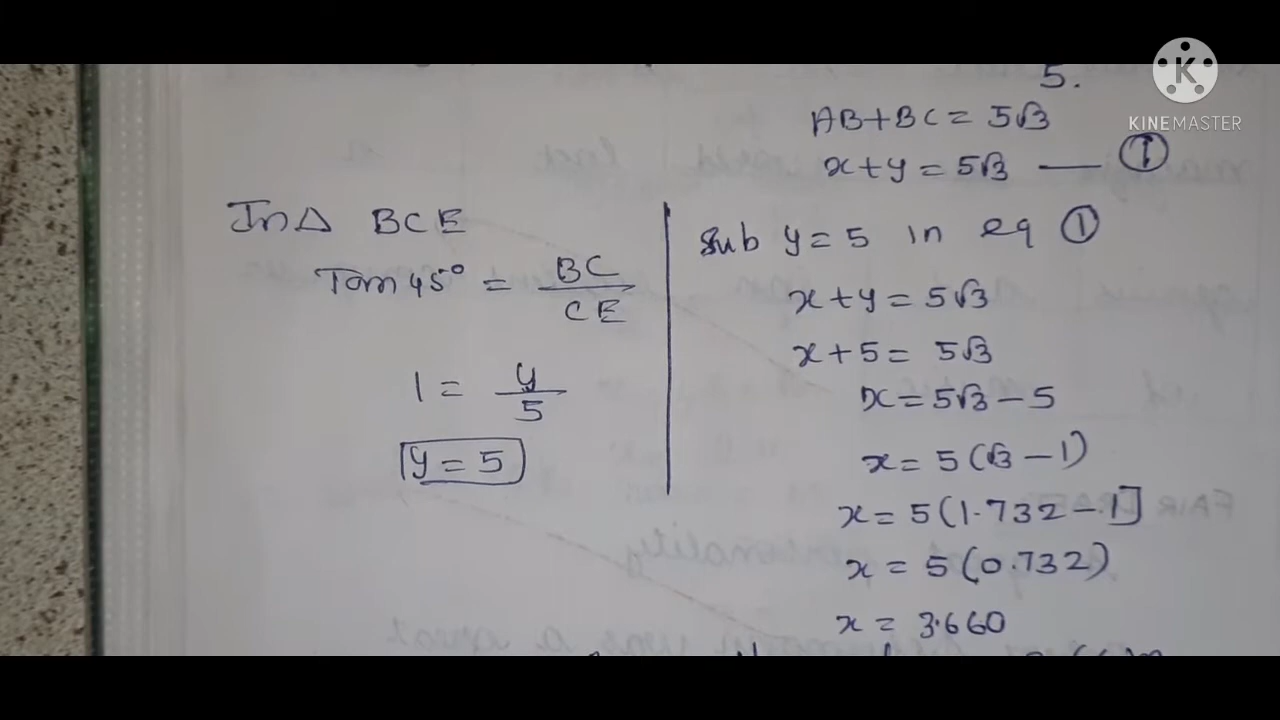 5.
AB+BC = 5√3
x+y = 5√3 — ①
In Δ BCE
Tan 45° = BC/CE
1 = y/5
y = 5
Sub y = 5 in eq ①
x+y = 5√3
x+5 = 5√3
x = 5√3 - 5
x = 5(√3 - 1)
x = 5(1.732 - 1]
x = 5(0.732)
x = 3.660
K
KINEMASTER